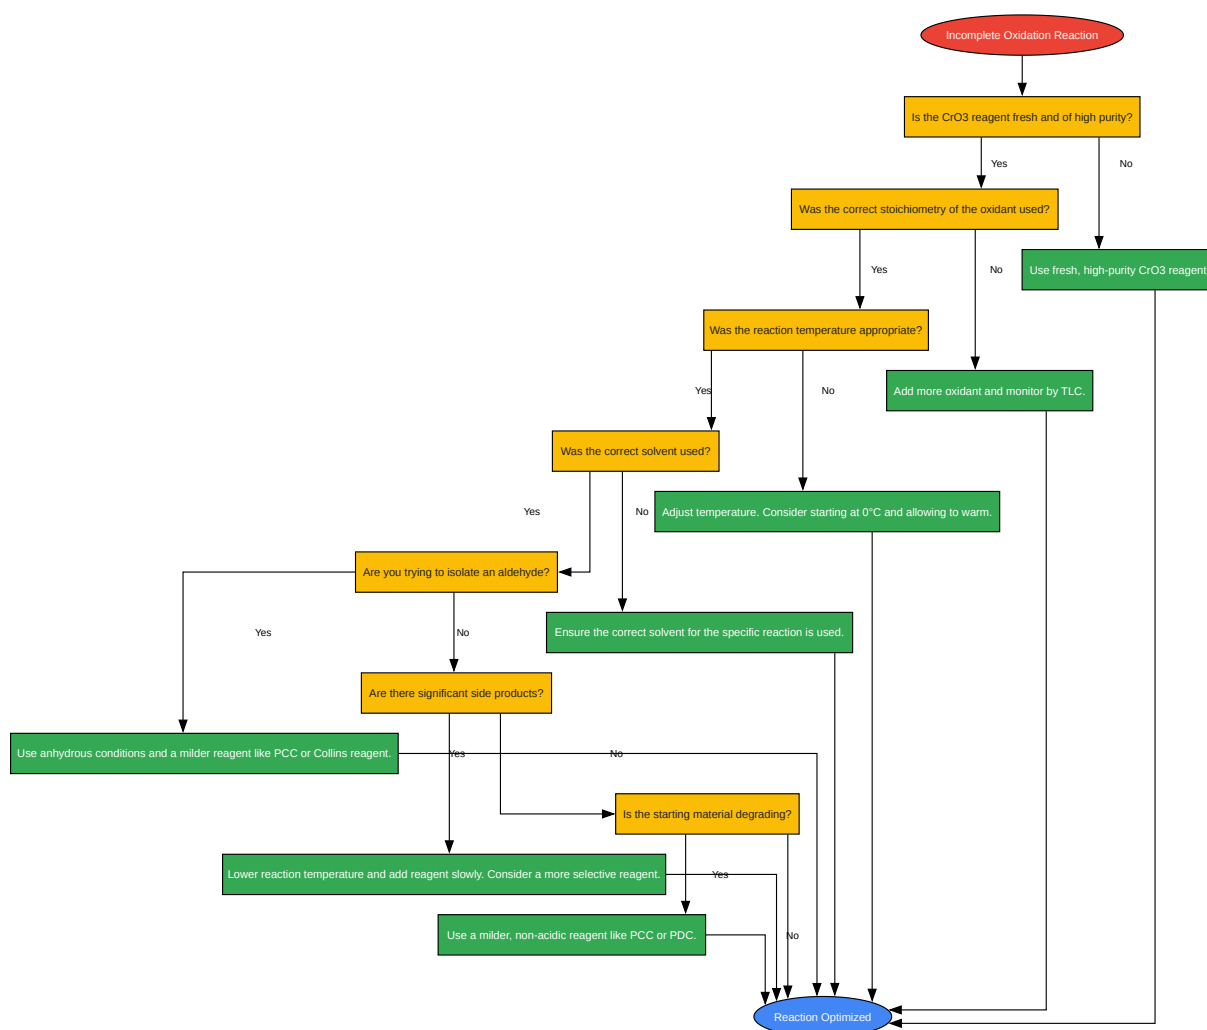 Incomplete Oxidation Reaction
Is the CrO3 reagent fresh and of high purity?
Yes
No
Was the correct stoichiometry of the oxidant used?
Yes
No
Use fresh, high-purity CrO3 reagent
Was the reaction temperature appropriate?
Yes
No
Add more oxidant and monitor by TLC.
Was the correct solvent used?
Yes
No
Adjust temperature. Consider starting at 0°C and allowing to warm.
Are you trying to isolate an aldehyde?
Yes
No
Ensure the correct solvent for the specific reaction is used.
Are there significant side products?
Use anhydrous conditions and a milder reagent like PCC or Collins reagent.
Yes
No
Is the starting material degrading?
Lower reaction temperature and add reagent slowly. Consider a more selective reagent.
Yes
Use a milder, non-acidic reagent like PCC or PDC.
No
Reaction Optimized